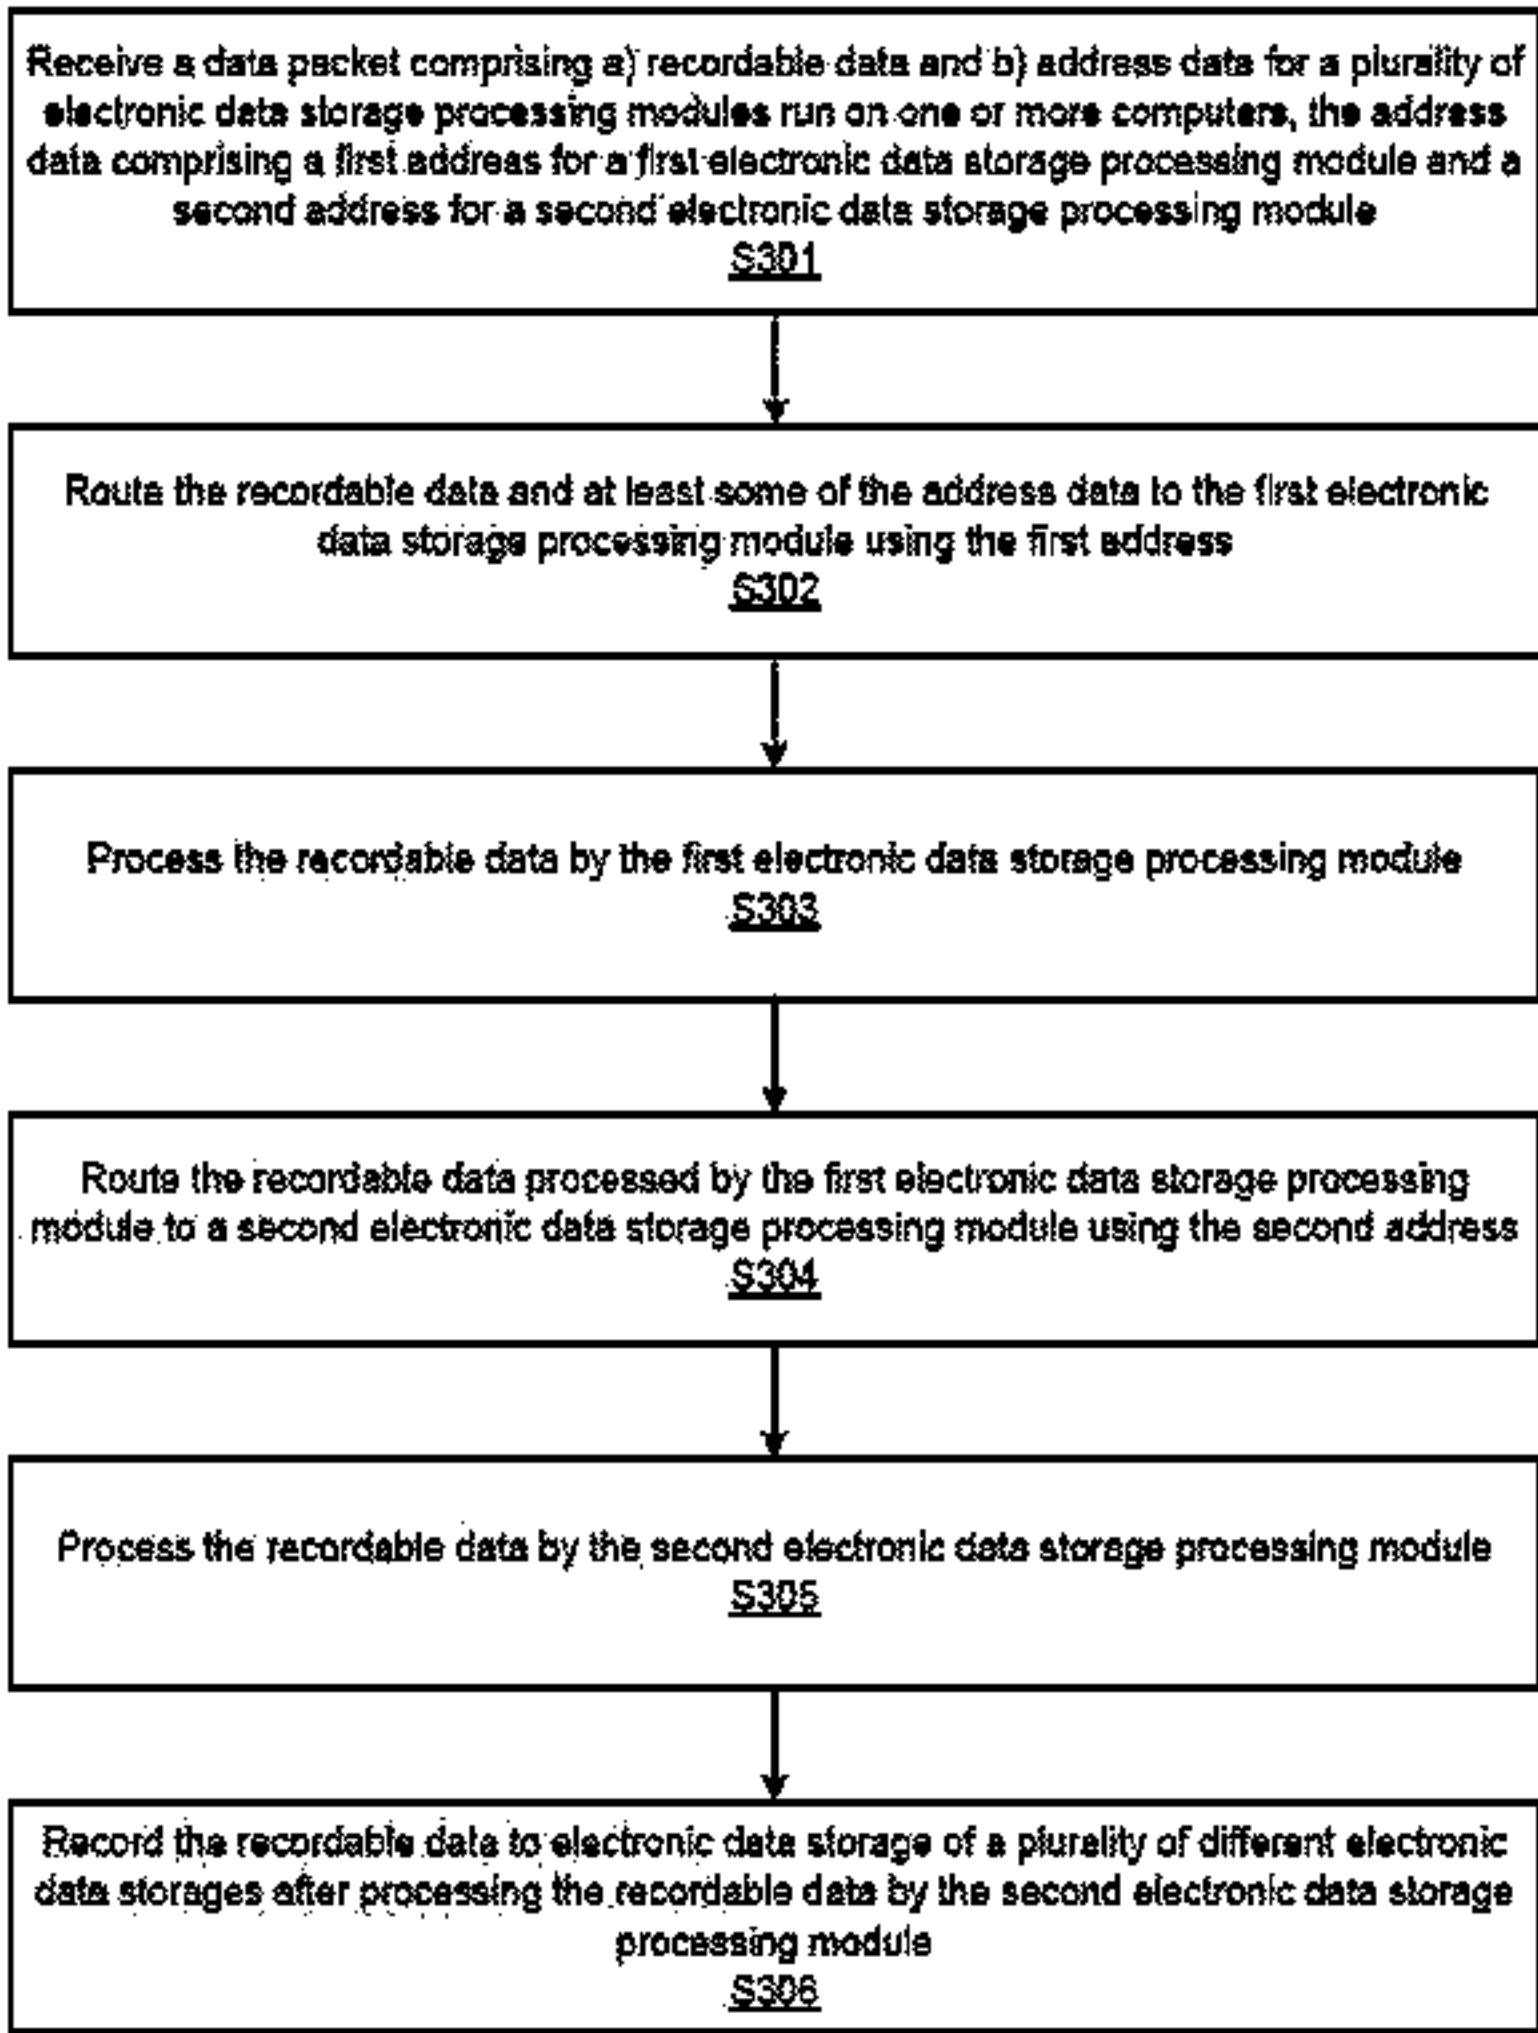 Receive a data packet comprising a) recordable data and b) address data for a plurality of
electronic data storage processing modules run on one or more computers, the address
data comprising a first address for a first electronic data storage processing module and a
second address for a second electronic data storage processing module
S301
Route the recordable data and at least some of the address data to the first electronic
data storage processing module using the first address
S302
Process the recordable data by the first electronic data storage processing module
S303
Route the recordable data processed by the first electronic data storage processing
module to a second electronic data storage processing module using the second address
S304
Process the recordable data by the second electronic data storage processing module
S305
Record the recordable data to electronic data storage of a plurality of different electronic
data storages after processing the recordable data by the second electronic data storage
processing module
S306